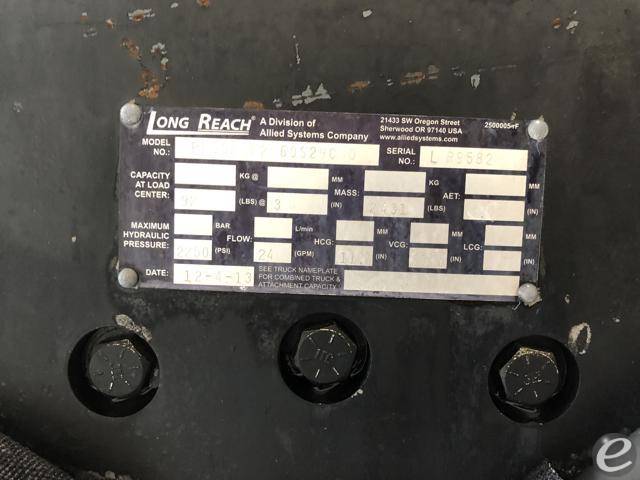 LONG REACH® A Division of Allied Systems Company
21433 SW Oregon Street
Sherwood OR 97140 USA
www.alliedsystems.com
MODEL NO.:
SERIAL NO.: L 89582
CAPACITY AT LOAD CENTER: KG @ MM MASS: KG AET: MM
(LBS) @ (IN) 2431 (LBS) (IN)
MAXIMUM HYDRAULIC PRESSURE: BAR FLOW: L/min HCG: MM VCG: MM LCG: MM
2250 (PSI) 24 (GPM) (IN) (IN) (IN)
DATE: 12-4-13 SEE TRUCK NAMEPLATE FOR COMBINED TRUCK & ATTACHMENT CAPACITY
e